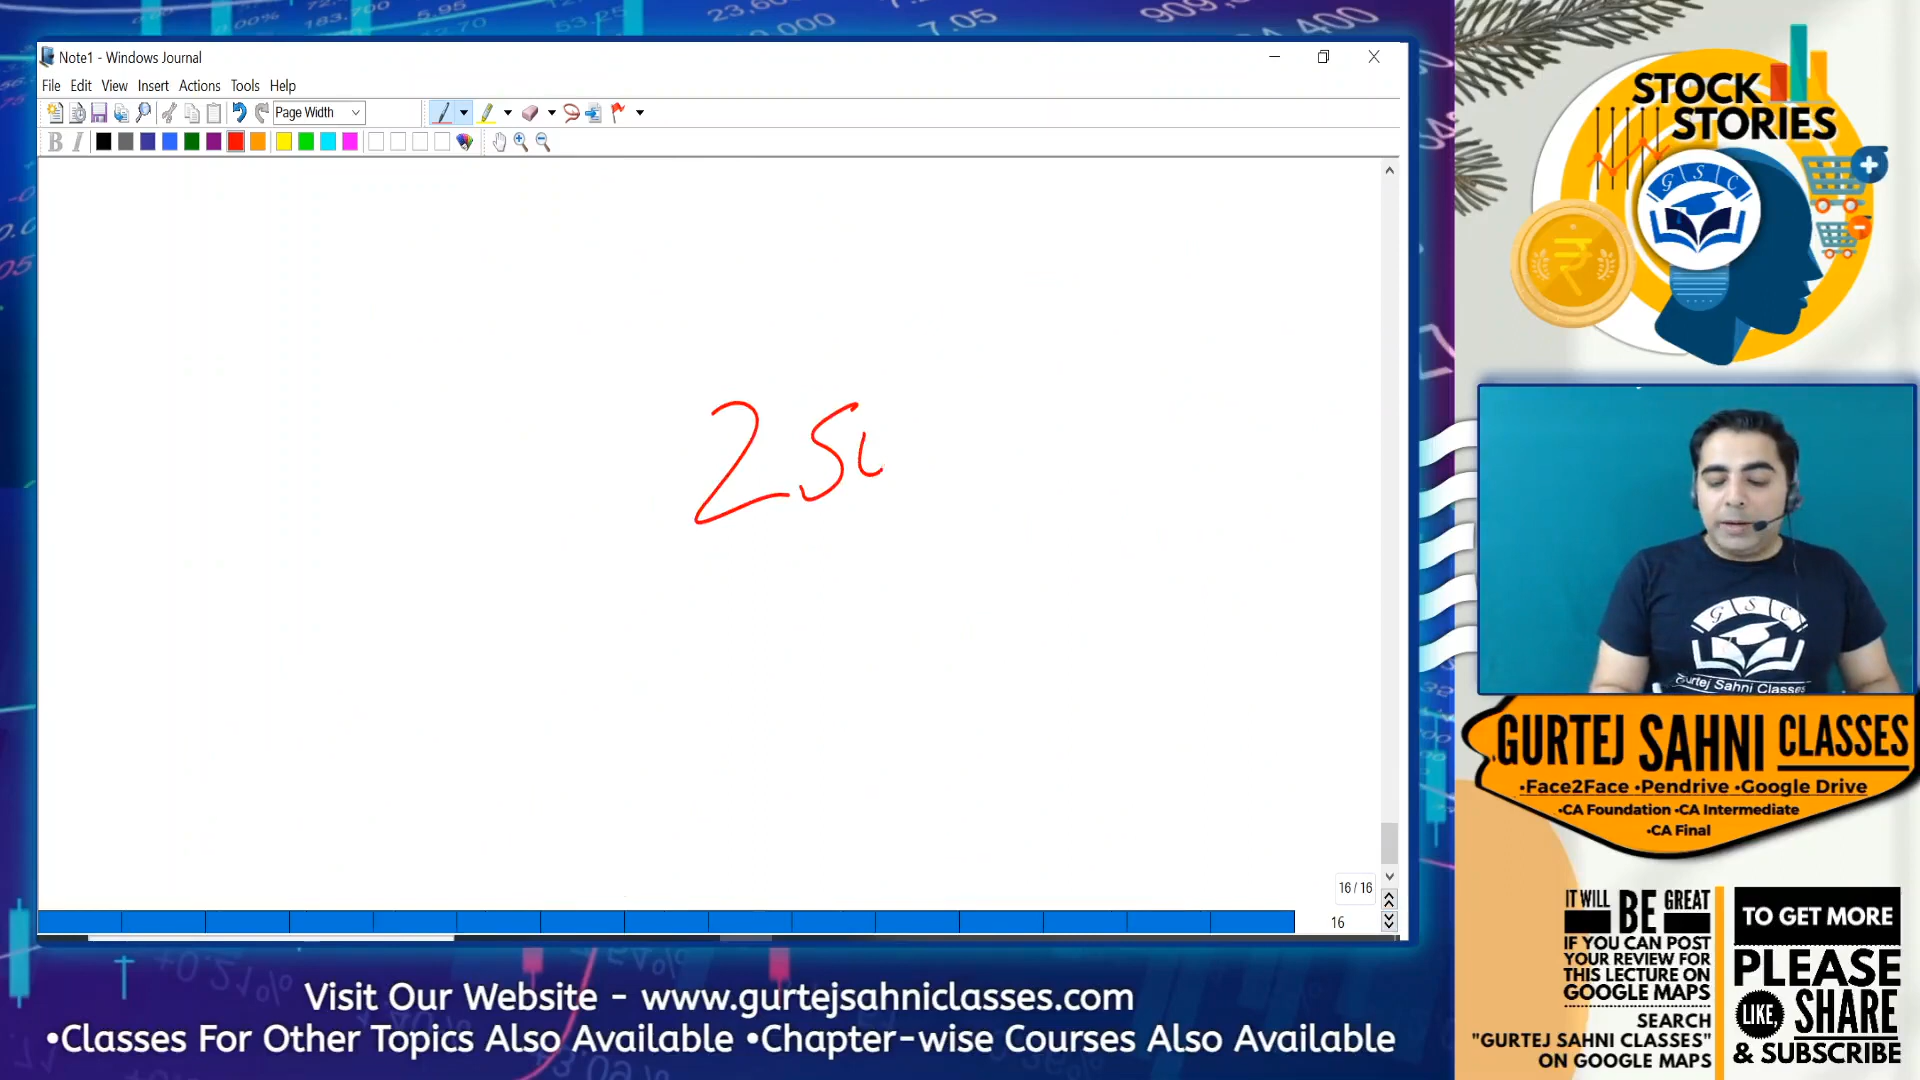 Note1 - Windows Journal
File Edit View Insert Actions Tools Help
Page Width
B I
25
16 / 16
16
STOCK
STORIES
G S C
G S C
Gurtej Sahni Classes
GURTEJ SAHNI CLASSES
•Face2Face •Pendrive •Google Drive
•CA Foundation •CA Intermediate
•CA Final
IT WILL BE GREAT
IF YOU CAN POST
YOUR REVIEW FOR
THIS LECTURE ON
GOOGLE MAPS
SEARCH
"GURTEJ SAHNI CLASSES"
ON GOOGLE MAPS
TO GET MORE
PLEASE
LIKE, SHARE
& SUBSCRIBE
Visit Our Website - www.gurtejsahniclasses.com
•Classes For Other Topics Also Available •Chapter-wise Courses Also Available